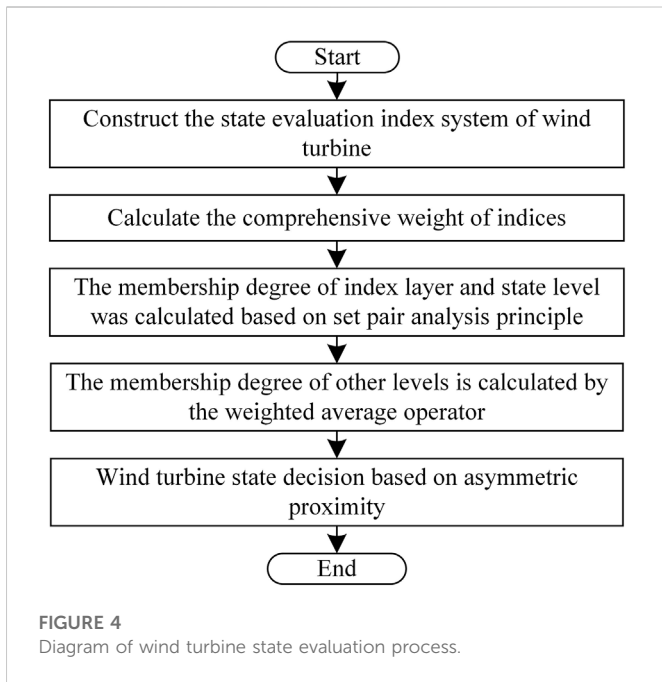 Start
Construct the state evaluation index system of wind
turbine
Calculate the comprehensive weight of indices
The membership degree of index layer and state level
was calculated based on set pair analysis principle
The membership degree of other levels is calculated by
the weighted average operator
Wind turbine state decision based on asymmetric
proximity
End
FIGURE 4
Diagram of wind turbine state evaluation process.